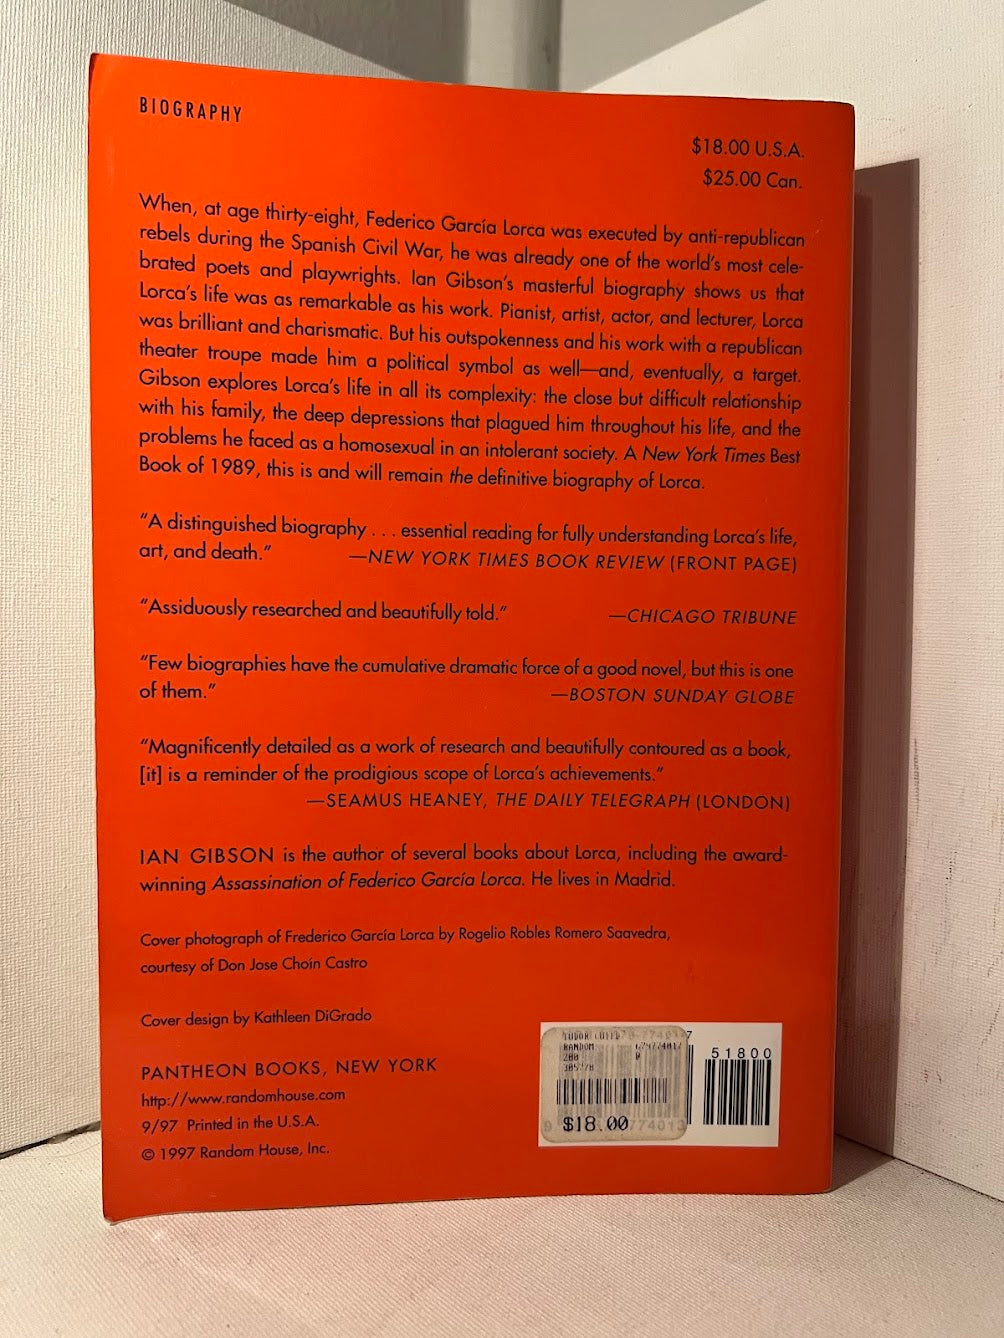 BIOGRAPHY
$18.00 U.S.A.
$25.00 Can.
When, at age thirty-eight, Federico García Lorca was executed by anti-republican
rebels during the Spanish Civil War, he was already one of the world's most cele-
brated poets and playwrights. Ian Gibson's masterful biography shows us that
Lorca's life was as remarkable as his work. Pianist, artist, actor, and lecturer, Lorca
was brilliant and charismatic. But his outspokenness and his work with a republican
theater troupe made him a political symbol as well—and, eventually, a target.
Gibson explores Lorca's life in all its complexity: the close but difficult relationship
with his family, the deep depressions that plagued him throughout his life, and the
problems he faced as a homosexual in an intolerant society. A New York Times Best
Book of 1989, this is and will remain the definitive biography of Lorca.
“A distinguished biography . . . essential reading for fully understanding Lorca's life,
art, and death.” —NEW YORK TIMES BOOK REVIEW (FRONT PAGE)
“Assiduously researched and beautifully told.” —CHICAGO TRIBUNE
“Few biographies have the cumulative dramatic force of a good novel, but this is one
of them.” —BOSTON SUNDAY GLOBE
“Magnificently detailed as a work of research and beautifully contoured as a book,
[it] is a reminder of the prodigious scope of Lorca's achievements.”
—SEAMUS HEANEY, THE DAILY TELEGRAPH (LONDON)
IAN GIBSON is the author of several books about Lorca, including the award-
winning Assassination of Federico García Lorca. He lives in Madrid.
Cover photograph of Frederico García Lorca by Rogelio Robles Romero Saavedra,
courtesy of Don Jose Choín Castro
Cover design by Kathleen DiGrado
PANTHEON BOOKS, NEW YORK
http://www.randomhouse.com
9/97 Printed in the U.S.A.
© 1997 Random House, Inc.
TUDOR
RANDOM
200
51800
$18.00